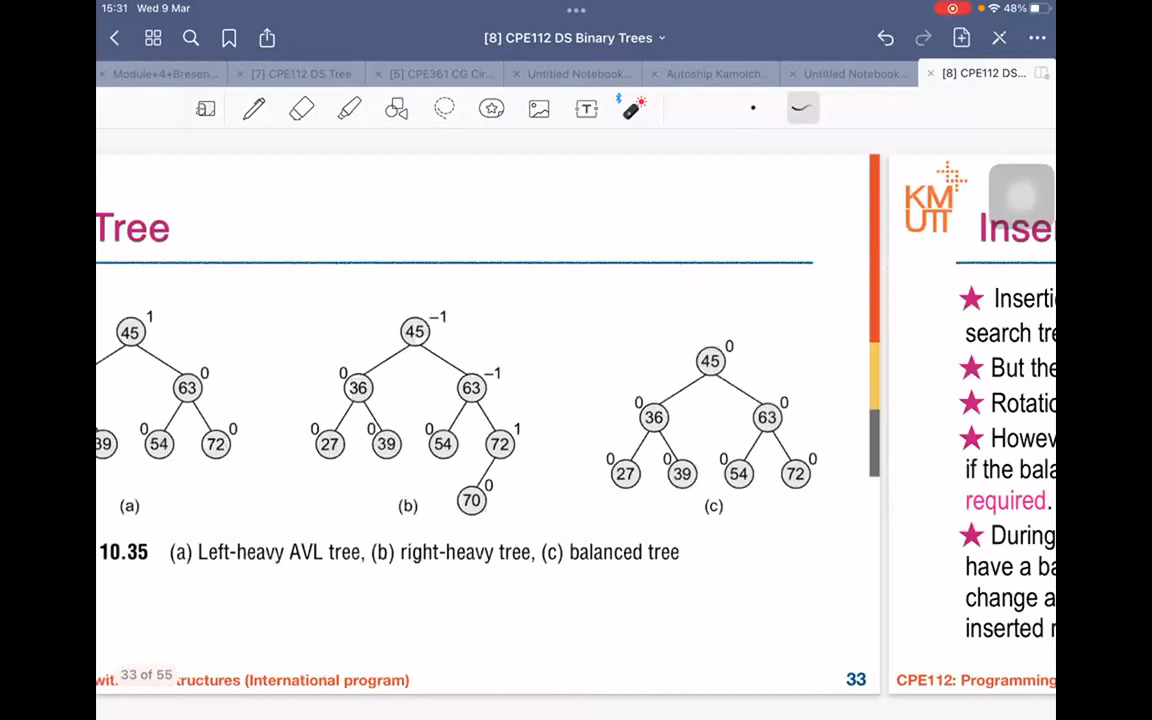 15:31 Wed 9 Mar
48%
[8] CPE112 DS Binary Trees
Module+4+Bresen...
[7] CPE112 DS Tree
[5] CPE361 CG Cir...
Untitled Notebook...
Autoship Kamolch...
Untitled Notebook...
[8] CPE112 DS...
T
Tree
45 1
63 0
39
54 0
72 0
(a)
45 -1
36 0
63 -1
27 0
39 0
54 0
72 1
70 0
(b)
45 0
36 0
63 0
27 0
39 0
54 0
72 0
(c)
10.35 (a) Left-heavy AVL tree, (b) right-heavy tree, (c) balanced tree
33 of 55
ructures (International program)
33
KM
UTT
Inse
★ Inserti
search tre
★ But the
★ Rotatio
★ Howev
if the bala
required.
★ During
have a ba
change a
inserted
CPE112: Programming